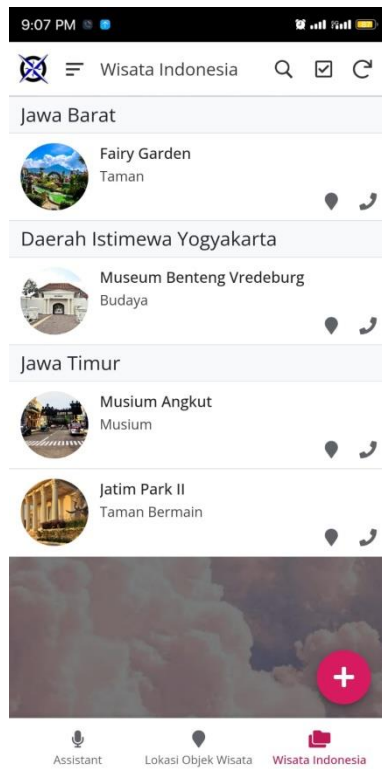 9:07 PM
Wisata Indonesia
Jawa Barat
Fairy Garden
Taman
Daerah Istimewa Yogyakarta
Museum Benteng Vredeburg
Budaya
Jawa Timur
Musium Angkut
Musium
Jatim Park II
Taman Bermain
Assistant
Lokasi Objek Wisata
Wisata Indonesia